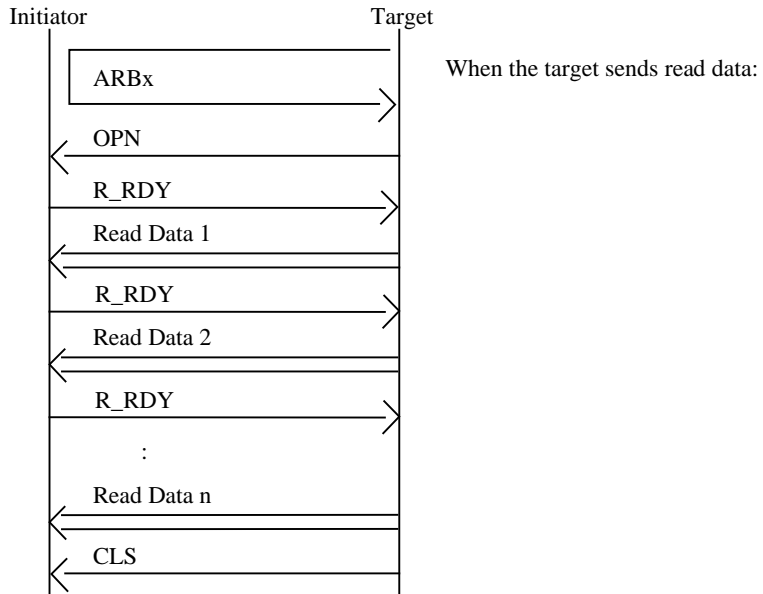 Initiator Target
When the target sends read data:
ARBx
OPN
R_RDY
Read Data 1
R_RDY
Read Data 2
R_RDY
:
Read Data n
CLS